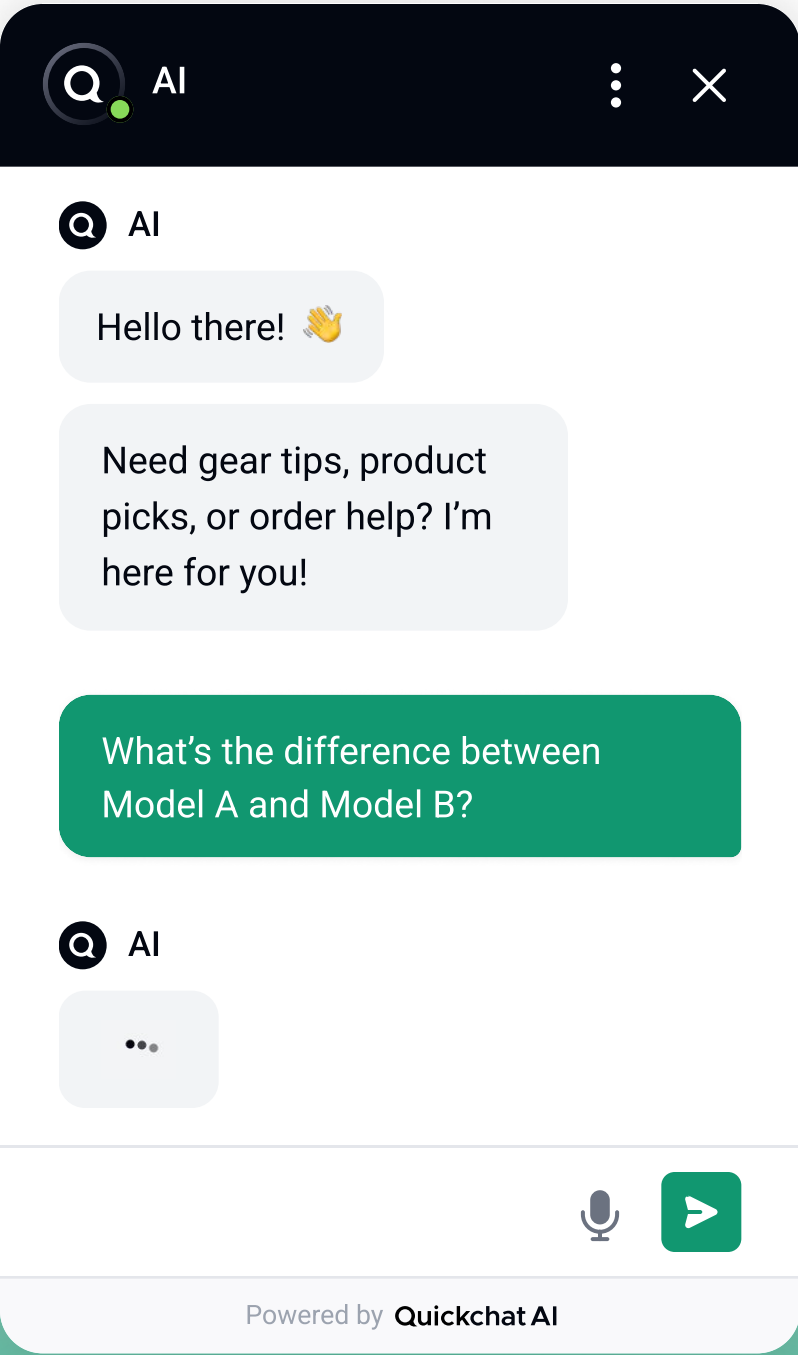 AI
AI
Hello there! 👋
Need gear tips, product
picks, or order help? I’m
here for you!
What’s the difference between
Model A and Model B?
AI
Powered by Quickchat AI